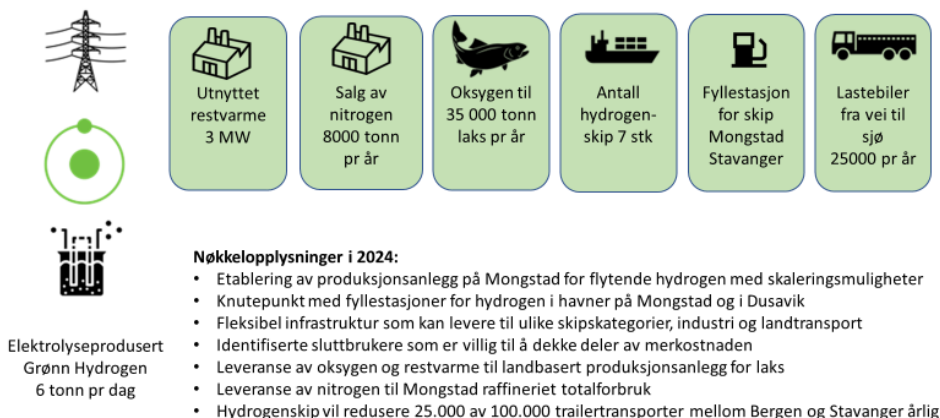 Utnyttet
restvarme
3 MW
Salg av
nitrogen
8000 tonn
pr år
Oksygen til
35 000 tonn
laks pr år
Antall
hydrogen-
skip 7 stk
Fyllestasjon
for skip
Mongstad
Stavanger
Lastebiler
fra vei til
sjø
25000 pr år
Elektrolyseprodusert
Grønn Hydrogen
6 tonn pr dag
Nøkkelopplysninger i 2024:
• Etablering av produksjonsanlegg på Mongstad for flytende hydrogen med skaleringsmuligheter
• Knutepunkt med fyllestasjoner for hydrogen i havner på Mongstad og i Dusavik
• Fleksibel infrastruktur som kan levere til ulike skipskategorier, industri og landtransport
• Identifiserte sluttbrukere som er villig til å dekke deler av merkostnaden
• Leveranse av oksygen og restvarme til landbasert produksjonsanlegg for laks
• Leveranse av nitrogen til Mongstad raffineriet totalforbruk
• Hydrogenskip vil redusere 25.000 av 100.000 trailertransporter mellom Bergen og Stavanger årlig